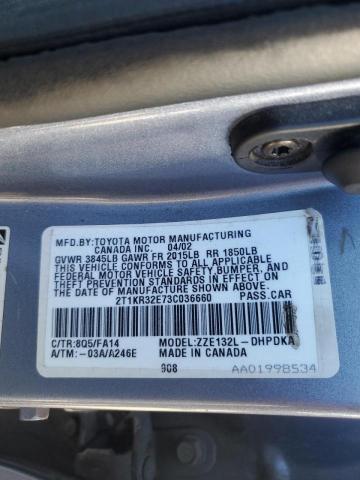 MFD.BY:TOYOTA MOTOR MANUFACTURING
CANADA INC. 04/02
GVWR 3845LB GAWR FR 2015LB RR 1850LB
THIS VEHICLE CONFORMS TO ALL APPLICABLE
FEDERAL MOTOR VEHICLE SAFETY,BUMPER, AND
THEFT PREVENTION STANDARDS IN EFFECT ON
THE DATE OF MANUFACTURE SHOWN ABOVE.
2T1KR32E73C036660 PASS.CAR
C/TR:8Q5/FA14 MODEL:ZZE132L-DHPDKA
A/TM:-03A/A246E MADE IN CANADA
908
AA01998534